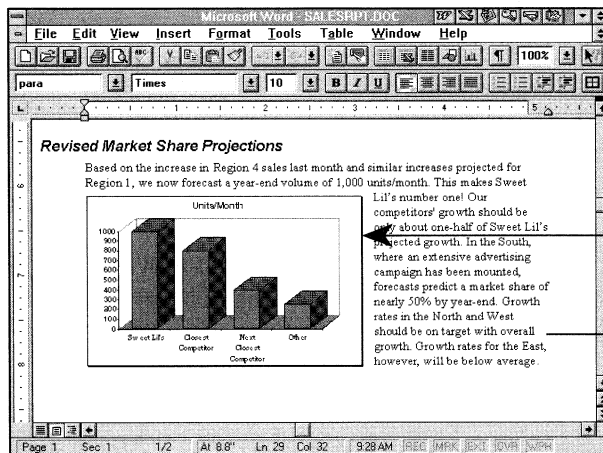 Microsoft Word - SALESRPT.DOC
File Edit View Insert Format Tools Table Window Help
100%
para Times 10 B I U
1 2 3 4 5
Revised Market Share Projections
Based on the increase in Region 4 sales last month and similar increases projected for
Region 1, we now forecast a year-end volume of 1,000 units/month. This makes Sweet
Lil's number one! Our
competitors' growth should be
only about one-half of Sweet Lil's
projected growth. In the South,
where an extensive advertising
campaign has been mounted,
forecasts predict a market share of
nearly 50% by year-end. Growth
rates in the North and West
should be on target with overall
growth. Growth rates for the East,
however, will be below average.
Units/Month
1000
900
800
700
600
500
400
300
200
100
0
Sweet Lil's
Closest
Competitor
Next
Closest
Competitor
Other
6
7
8
Page 1 Sec 1 1/2 At 8.8" Ln 29 Col 32 9:28 AM REC MRK EXT OVR WPH